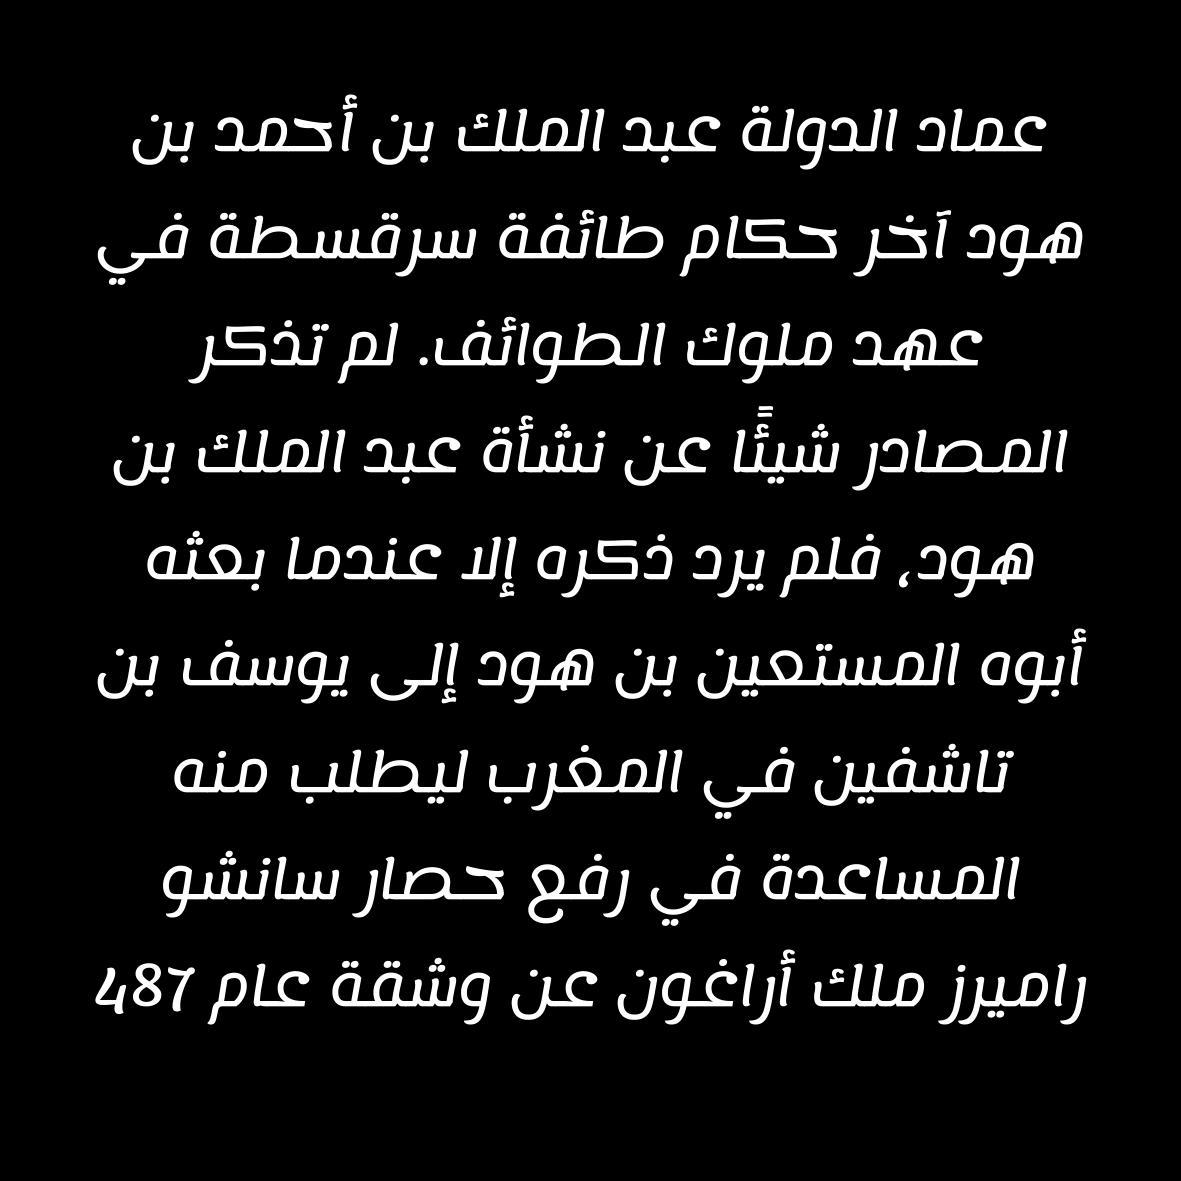 عماد الدولة عبد الملك بن أحمد بن
هود آخر حكام طائفة سرقسطة في
عهد ملوك الطوائف. لم تذكر
المصادر شيئًا عن نشأة عبد الملك بن
هود، فلم يرد ذكره إلا عندما بعثه
أبوه المستعين بن هود إلى يوسف بن
تاشفين في المغرب ليطلب منه
المساعدة في رفع حصار سانشو
راميرز ملك أراغون عن وشقة عام 487